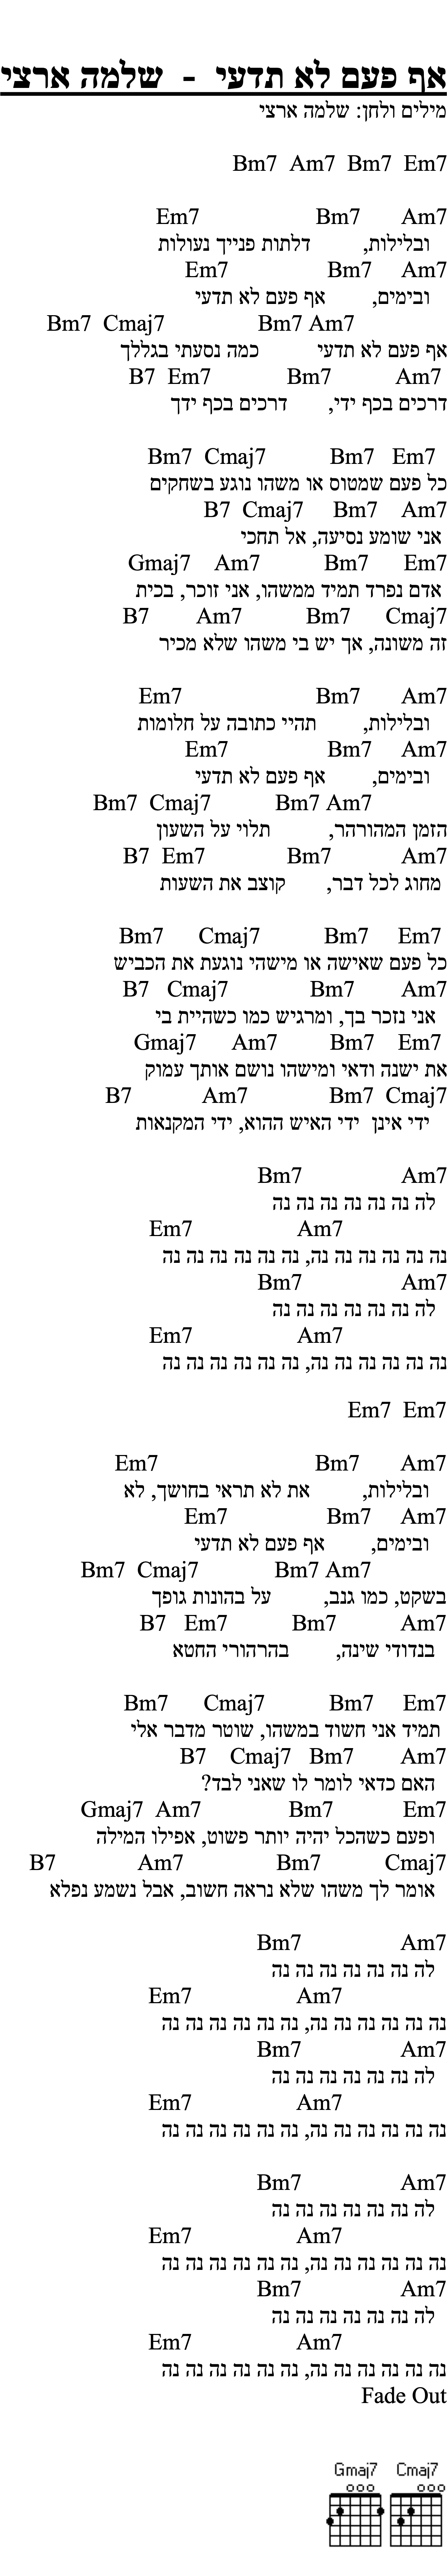 אף פעם לא תדעי  -  שלמה ארצי
מילים ולחן: שלמה ארצי
Bm7  Am7  Bm7  Em7
Em7                    Bm7       Am7
ובלילות,         דלתות פנייך נעולות
Em7                 Bm7     Am7
ובימים,        אף פעם לא תדעי
Bm7  Cmaj7                Bm7 Am7
אף פעם לא תדעי          כמה נסעתי בגללך
B7  Em7             Bm7           Am7
דרכים בכף ידי,       דרכים בכף ידך
Bm7  Cmaj7           Bm7   Em7
כל פעם שמטוס או משהו נוגע בשחקים
B7  Cmaj7     Bm7    Am7
אני שומע נסיעה, אל תחכי
Gmaj7    Am7           Bm7      Em7
אדם נפרד תמיד ממשהו, אני זוכר, בכית
B7        Am7           Bm7      Cmaj7
זה משונה, אך יש בי משהו שלא מכיר
Em7                       Bm7       Am7
ובלילות,        תהיי כתובה על חלומות
Em7                 Bm7     Am7
ובימים,        אף פעם לא תדעי
Bm7  Cmaj7           Bm7 Am7
הזמן המהורהר,          תלוי על השעון
B7  Em7              Bm7            Am7
מחוג לכל דבר,       קוצב את השעות
Bm7      Cmaj7           Bm7     Em7
כל פעם שאישה או מישהי נוגעת את הכביש
B7   Cmaj7              Bm7        Am7
אני נזכר בך, ומרגיש כמו כשהיית בי
Gmaj7      Am7         Bm7    Em7
את ישנה ודאי ומישהו נושם אותך עמוק
B7            Am7              Bm7  Cmaj7
ידי אינן  ידי האיש ההוא, ידי המקנאות
Bm7                 Am7
לה נה נה נה נה נה נה
Em7                  Am7
נה נה נה נה נה נה, נה נה נה נה נה נה
Bm7                 Am7
לה נה נה נה נה נה נה
Em7                  Am7
נה נה נה נה נה נה, נה נה נה נה נה נה
Em7  Em7
Em7                           Bm7       Am7
ובלילות,         את לא תראי בחושך, לא
Em7                 Bm7     Am7
ובימים,        אף פעם לא תדעי
Bm7  Cmaj7             Bm7 Am7
בשקט, כמו גנב,         על בהונות גופך
B7   Em7           Bm7           Am7
בנדודי שינה,        בהרהורי החטא
Bm7      Cmaj7           Bm7     Em7
תמיד אני חשוד במשהו, שוטר מדבר אלי
B7    Cmaj7   Bm7        Am7
האם כדאי לומר לו שאני לבד?
Gmaj7  Am7               Bm7            Em7
ופעם כשהכל יהיה יותר פשוט, אפילו המילה
B7              Am7                Bm7           Cmaj7
אומר לך משהו שלא נראה חשוב, אבל נשמע נפלא
Bm7                 Am7
לה נה נה נה נה נה נה
Em7                  Am7
נה נה נה נה נה נה, נה נה נה נה נה נה
Bm7                 Am7
לה נה נה נה נה נה נה
Em7                  Am7
נה נה נה נה נה נה, נה נה נה נה נה נה
Bm7                 Am7
לה נה נה נה נה נה נה
Em7                  Am7
נה נה נה נה נה נה, נה נה נה נה נה נה
Bm7                 Am7
לה נה נה נה נה נה נה
Em7                  Am7
נה נה נה נה נה נה, נה נה נה נה נה נה
Fade Out
Gmaj7  Cmaj7